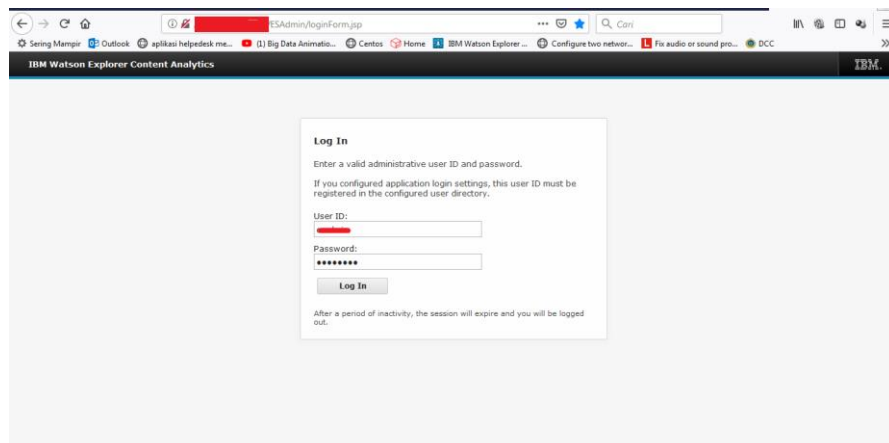 ESAdmin/loginForm.jsp
Cari
Sering Mampir Outlook aplikasi helpedesk me... (1) Big Data Animatio... Centos Home IBM Watson Explorer ... Configure two networ... Fix audio or sound pro... DCC
IBM Watson Explorer Content Analytics
IBM.
Log In
Enter a valid administrative user ID and password.
If you configured application login settings, this user ID must be
registered in the configured user directory.
User ID:
Password:
••••••••
Log In
After a period of inactivity, the session will expire and you will be logged
out.